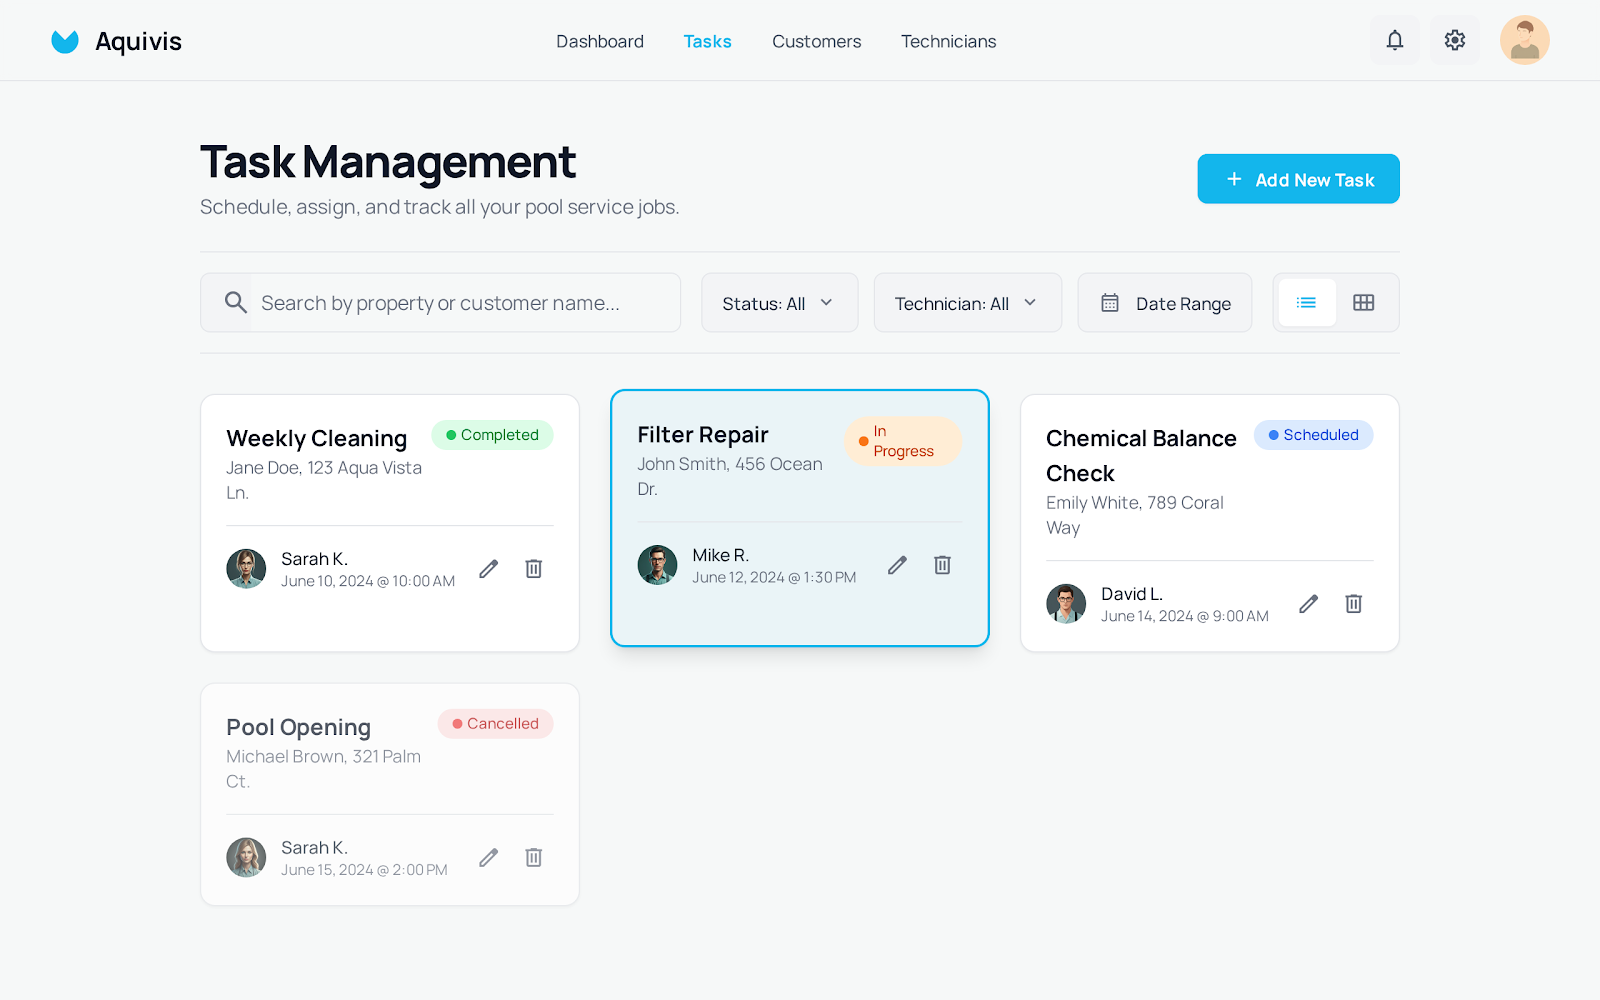 Aquivis
Dashboard
Tasks
Customers
Technicians
Task Management
Schedule, assign, and track all your pool service jobs.
Add New Task
Search by property or customer name...
Status: All
Technician: All
Date Range
Weekly Cleaning
Completed
Jane Doe, 123 Aqua Vista
Ln.
Sarah K.
June 10, 2024 @ 10:00 AM
Filter Repair
In
Progress
John Smith, 456 Ocean
Dr.
Mike R.
June 12, 2024 @ 1:30 PM
Chemical Balance
Check
Scheduled
Emily White, 789 Coral
Way
David L.
June 14, 2024 @ 9:00 AM
Pool Opening
Cancelled
Michael Brown, 321 Palm
Ct.
Sarah K.
June 15, 2024 @ 2:00 PM